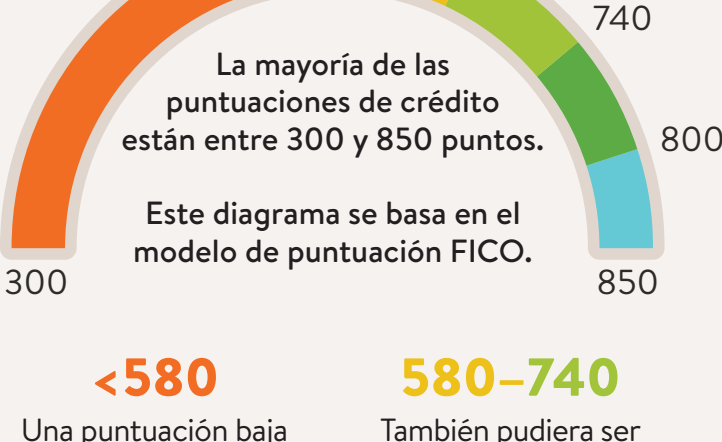 740
La mayoría de las
puntuaciones de crédito
están entre 300 y 850 puntos.
800
Este diagrama se basa en el
modelo de puntuación FICO.
300
850
<580
580–740
Una puntuación baja
También pudiera ser